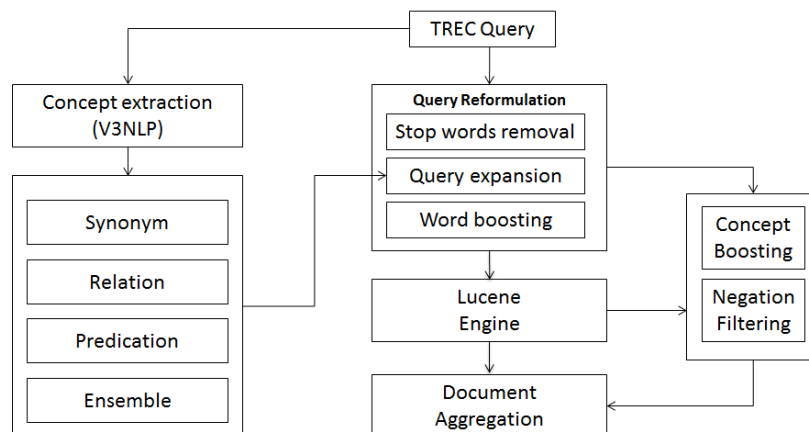 TREC Query
Concept extraction
(V3NLP)
Synonym
Relation
Predication
Ensemble
Query Reformulation
Stop words removal
Query expansion
Word boosting
Lucene
Engine
Document
Aggregation
Concept
Boosting
Negation
Filtering